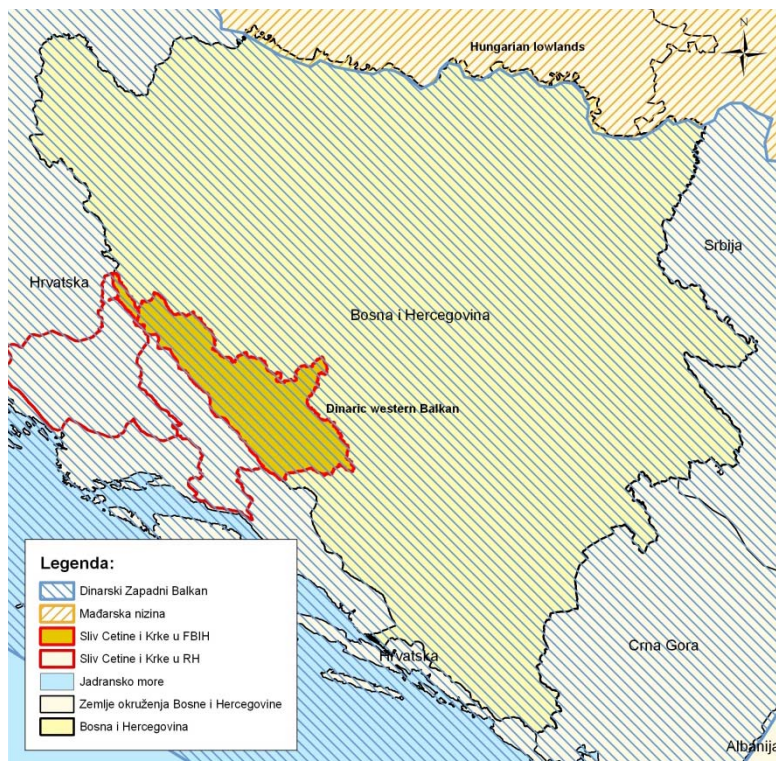 Hungarian lowlands
N
Srbija
Hrvatska
Bosna i Hercegovina
Dinaric western Balkan
Legenda:
Dinarski Zapadni Balkan
Mađarska nizina
Sliv Cetine i Krke u FBIH
Sliv Cetine i Krke u RH
Jadransko more
Zemlje okruženja Bosne i Hercegovine
Bosna i Hercegovina
Hrvatska
Crna Gora
Albanija